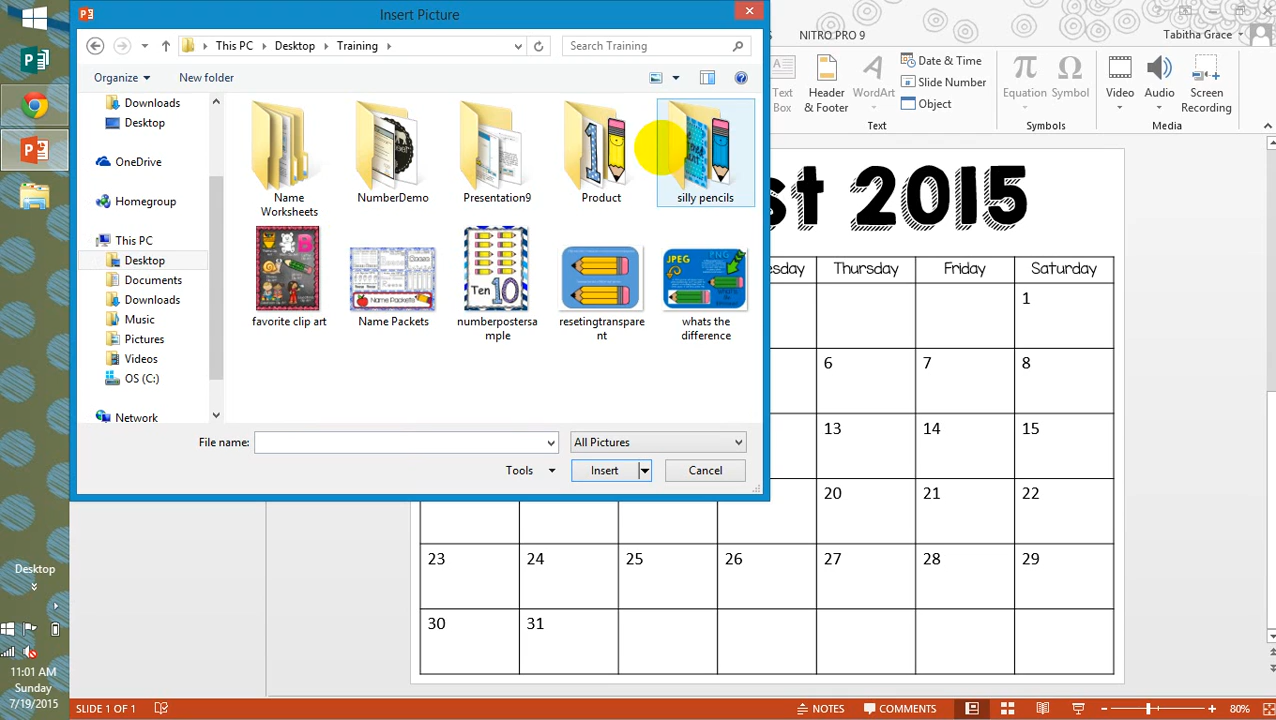 Insert Picture
This PC Desktop Training
Search Training
Organize
New folder
Downloads
Desktop
OneDrive
Homegroup
This PC
Desktop
Documents
Downloads
Music
Pictures
Videos
OS (C:)
Network
Name Worksheets
NumberDemo
Presentation9
Product
silly pencils
B
Ten 10
Name Packets
JPEG
PNG
favorite clip art
Name Packets
numberpostersa
mple
resetingtranspare
nt
whats the
difference
File name:
All Pictures
Tools
Insert
Cancel
NITRO PRO 9
Tabitha Grace
Text
Box
Header
& Footer
WordArt
Date & Time
Slide Number
Object
Text
Equation
Symbol
Symbols
Video
Audio
Screen
Recording
Media
st 2015
esday Thursday Friday Saturday
1
6 7 8
13 14 15
20 21 22
23 24 25 26 27 28 29
30 31
Desktop
11:01 AM
Sunday
7/19/2015
SLIDE 1 OF 1
NOTES
COMMENTS
80%